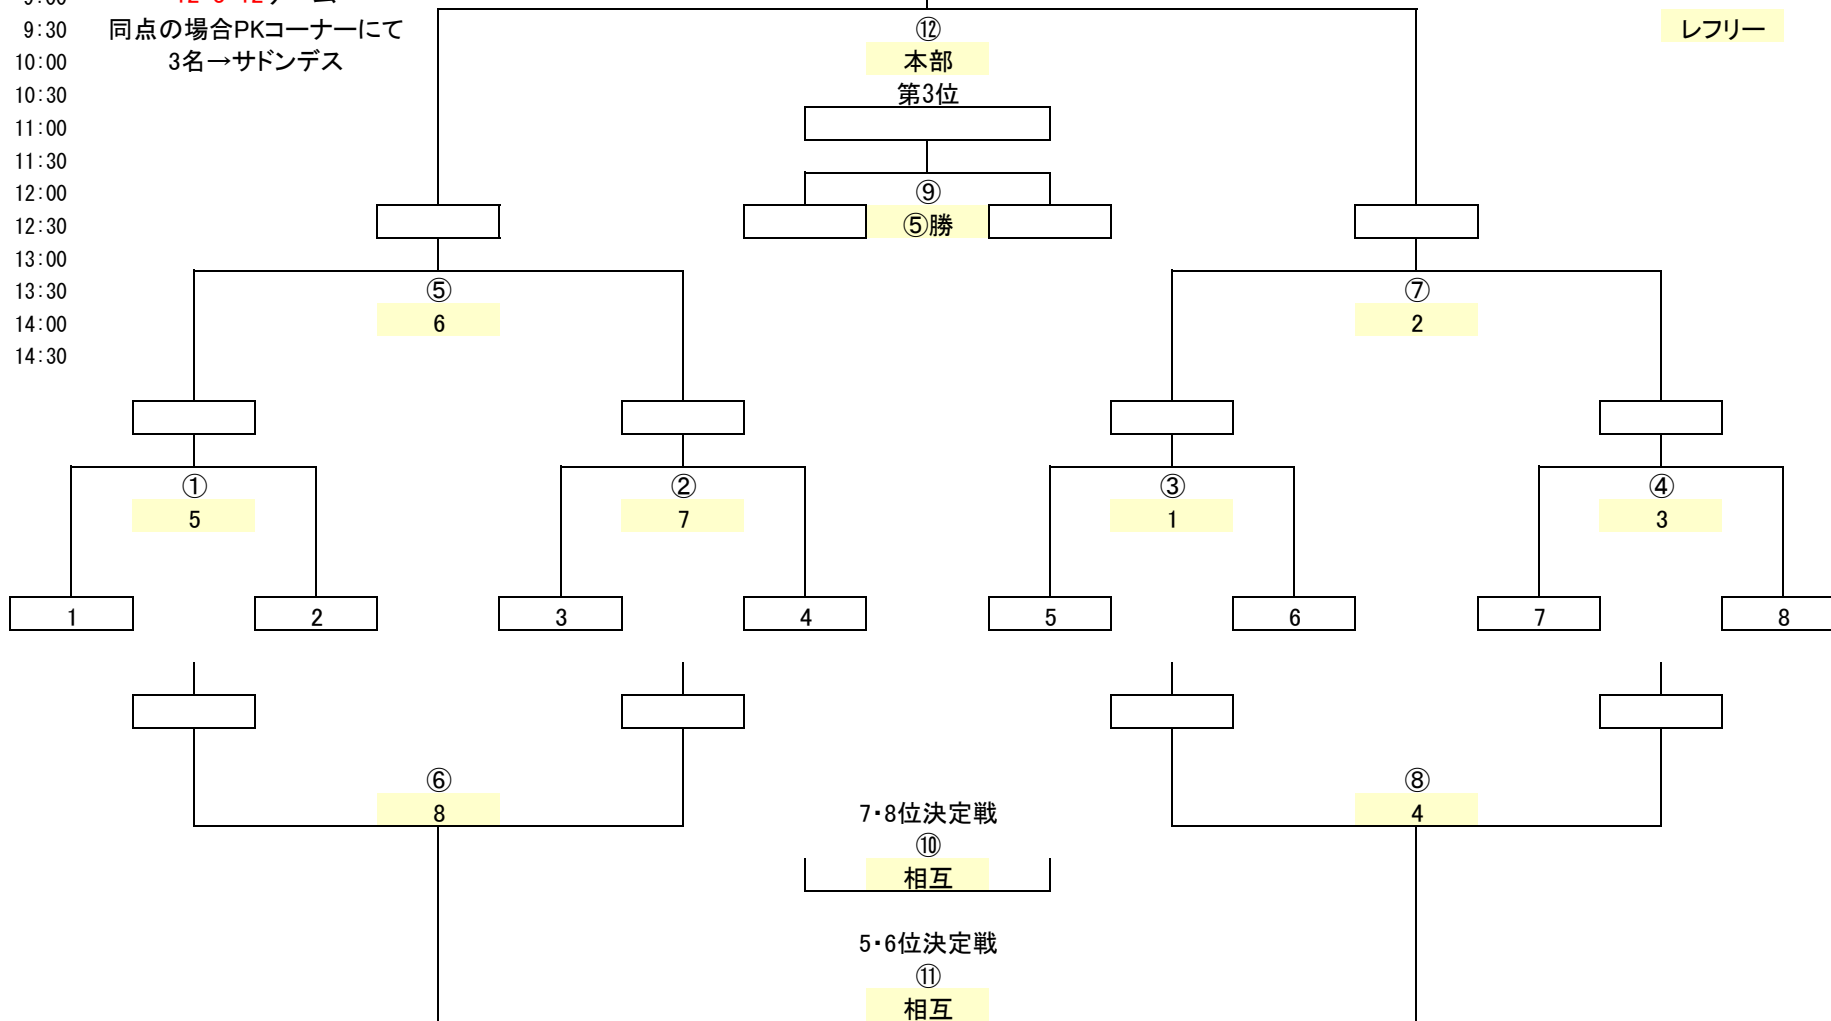 9:30 同点の場合PKコーナーにて ⑫ レフリー
10:00 3名→サドンデス 本部
10:30 第3位
11:00
11:30
12:00 ⑨
12:30 ⑤勝
13:00
13:30 ⑤ ⑦
14:00 6 2
14:30
① ② ③ ④
5 7 1 3
1 2 3 4 5 6 7 8
⑥ ⑧
8 7・8位決定戦 4
⑩
相互
5・6位決定戦
⑪
相互